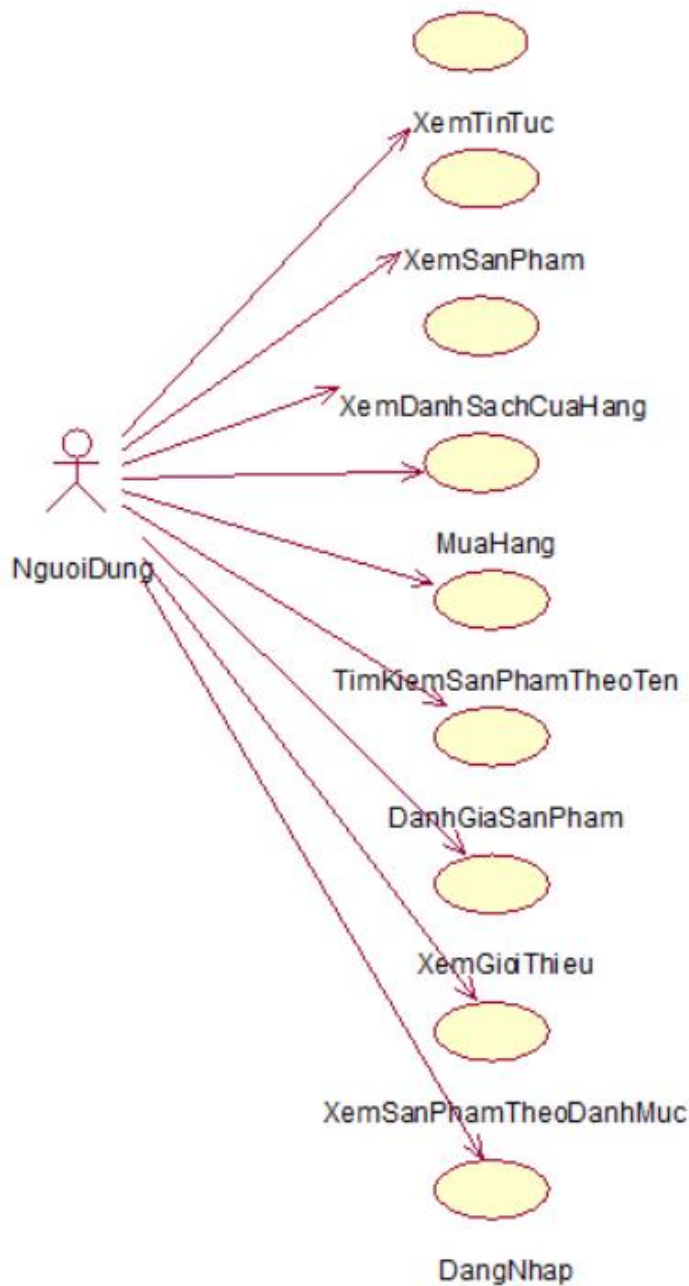 XemTinTuc
XemSanPham
XemDanhSachCuaHang
NguoiDung
MuaHang
TimKiemSanPhamTheoTen
DanhGiaSanPham
XemGioiThieu
XemSanPhamTheoDanhMuc
DangNhap